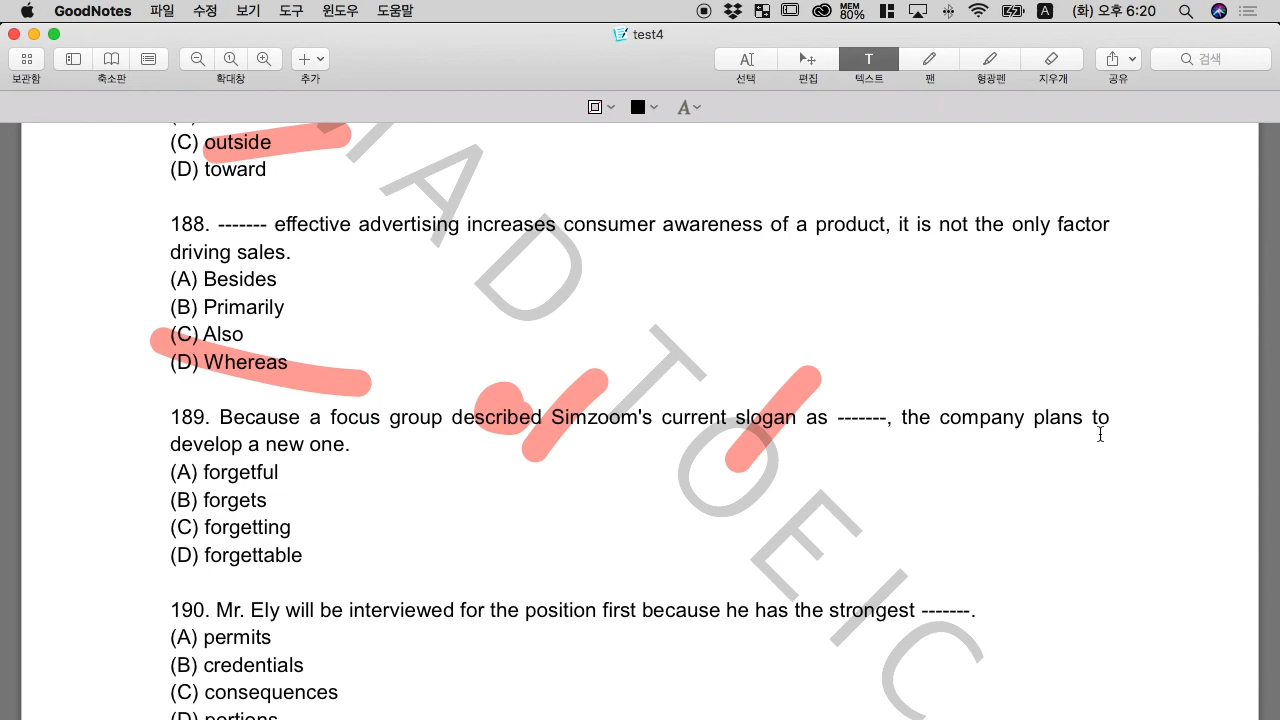 GoodNotes 파일 수정 보기 도구 윈도우 도움말 MEM 80% A (화) 오후 6:20
test4
보관함 축소판 확대창 추가 선택 편집 텍스트 펜 형광펜 지우개 공유 검색
(C) outside
(D) toward
188. ------- effective advertising increases consumer awareness of a product, it is not the only factor
driving sales.
(A) Besides
(B) Primarily
(C) Also
(D) Whereas
189. Because a focus group described Simzoom's current slogan as -------, the company plans to
develop a new one.
(A) forgetful
(B) forgets
(C) forgetting
(D) forgettable
190. Mr. Ely will be interviewed for the position first because he has the strongest -------.
(A) permits
(B) credentials
(C) consequences
(D) portions
AD TOEIC